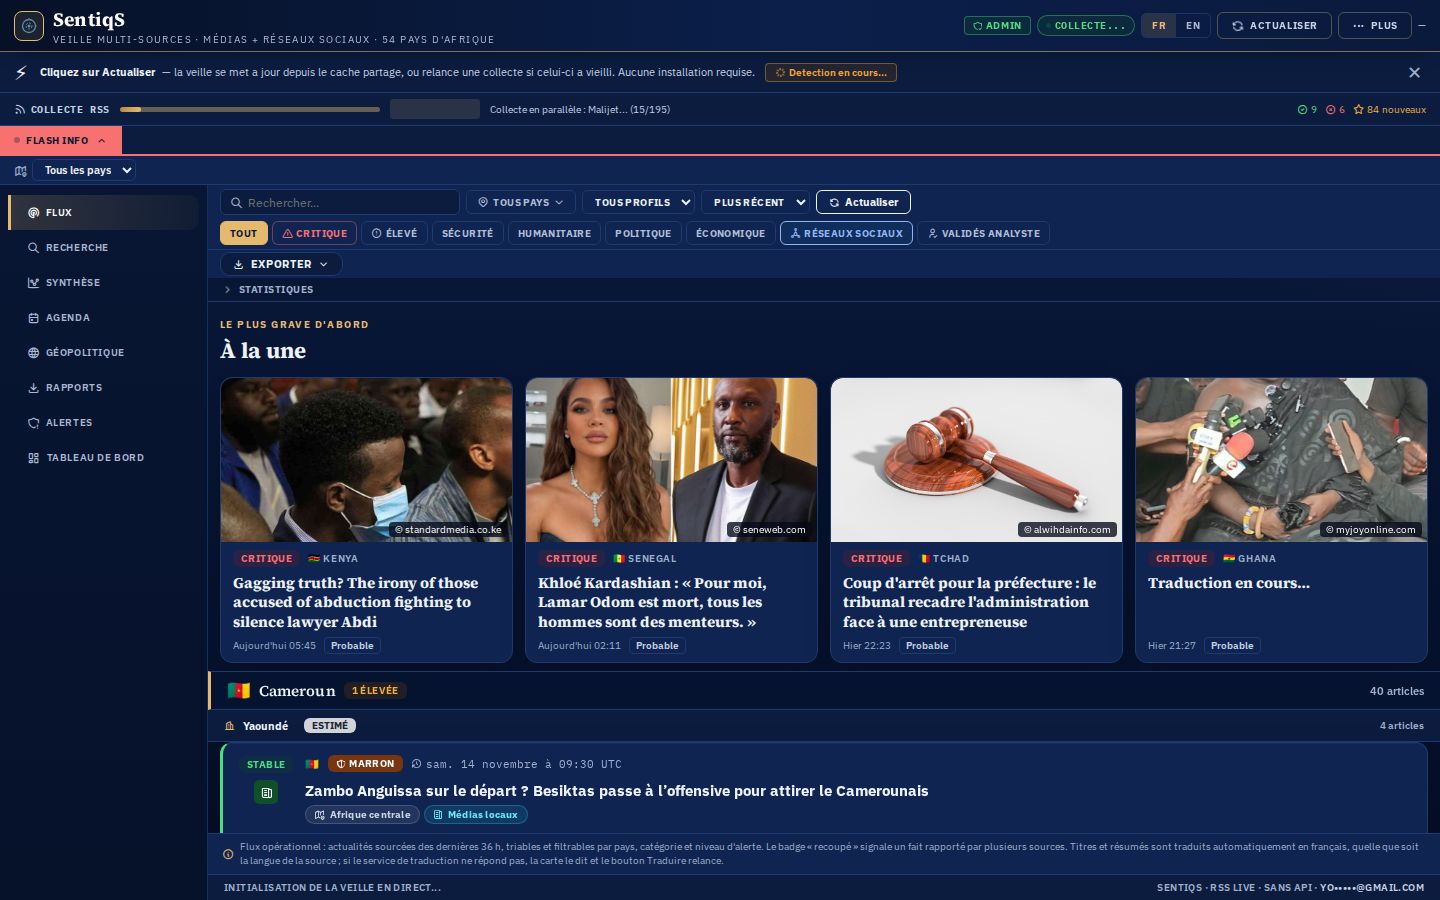 SentiqS
VEILLE MULTI-SOURCES · MÉDIAS + RÉSEAUX SOCIAUX · 54 PAYS D'AFRIQUE
ADMIN
COLLECTE...
FR
EN
ACTUALISER
··· PLUS
—
Cliquez sur Actualiser — la veille se met a jour depuis le cache partage, ou relance une collecte si celui-ci a vieilli. Aucune installation requise.
Detection en cours...
COLLECTE RSS
Collecte en parallèle : Malijet... (15/195)
9
6
84 nouveaux
FLASH INFO
Tous les pays
FLUX
RECHERCHE
SYNTHÈSE
AGENDA
GÉOPOLITIQUE
RAPPORTS
ALERTES
TABLEAU DE BORD
Rechercher...
TOUS PAYS
TOUS PROFILS
PLUS RÉCENT
Actualiser
TOUT
CRITIQUE
ÉLEVÉ
SÉCURITÉ
HUMANITAIRE
POLITIQUE
ÉCONOMIQUE
RÉSEAUX SOCIAUX
VALIDÉS ANALYSTE
EXPORTER
STATISTIQUES
LE PLUS GRAVE D'ABORD
À la une
© standardmedia.co.ke
CRITIQUE
KENYA
Gagging truth? The irony of those
accused of abduction fighting to
silence lawyer Abdi
Aujourd'hui 05:45
Probable
© seneweb.com
CRITIQUE
SENEGAL
Khloé Kardashian : « Pour moi,
Lamar Odom est mort, tous les
hommes sont des menteurs. »
Aujourd'hui 02:11
Probable
© alwihdainfo.com
CRITIQUE
TCHAD
Coup d'arrêt pour la préfecture : le
tribunal recadre l'administration
face à une entrepreneuse
Hier 22:23
Probable
© myjoyonline.com
CRITIQUE
GHANA
Traduction en cours...
Hier 21:27
Probable
Cameroun
1 ÉLEVÉE
40 articles
Yaoundé
ESTIMÉ
4 articles
STABLE
MARRON
sam. 14 novembre à 09:30 UTC
Zambo Anguissa sur le départ ? Besiktas passe à l'offensive pour attirer le Camerounais
Afrique centrale
Médias locaux
Flux opérationnel : actualités sourcées des dernières 36 h, triables et filtrables par pays, catégorie et niveau d'alerte. Le badge « recoupé » signale un fait rapporté par plusieurs sources. Titres et résumés sont traduits automatiquement en français, quelle que soit
la langue de la source ; si le service de traduction ne répond pas, la carte le dit et le bouton Traduire relance.
INITIALISATION DE LA VEILLE EN DIRECT...
SENTIQS · RSS LIVE · SANS API · YO•••••@GMAIL.COM